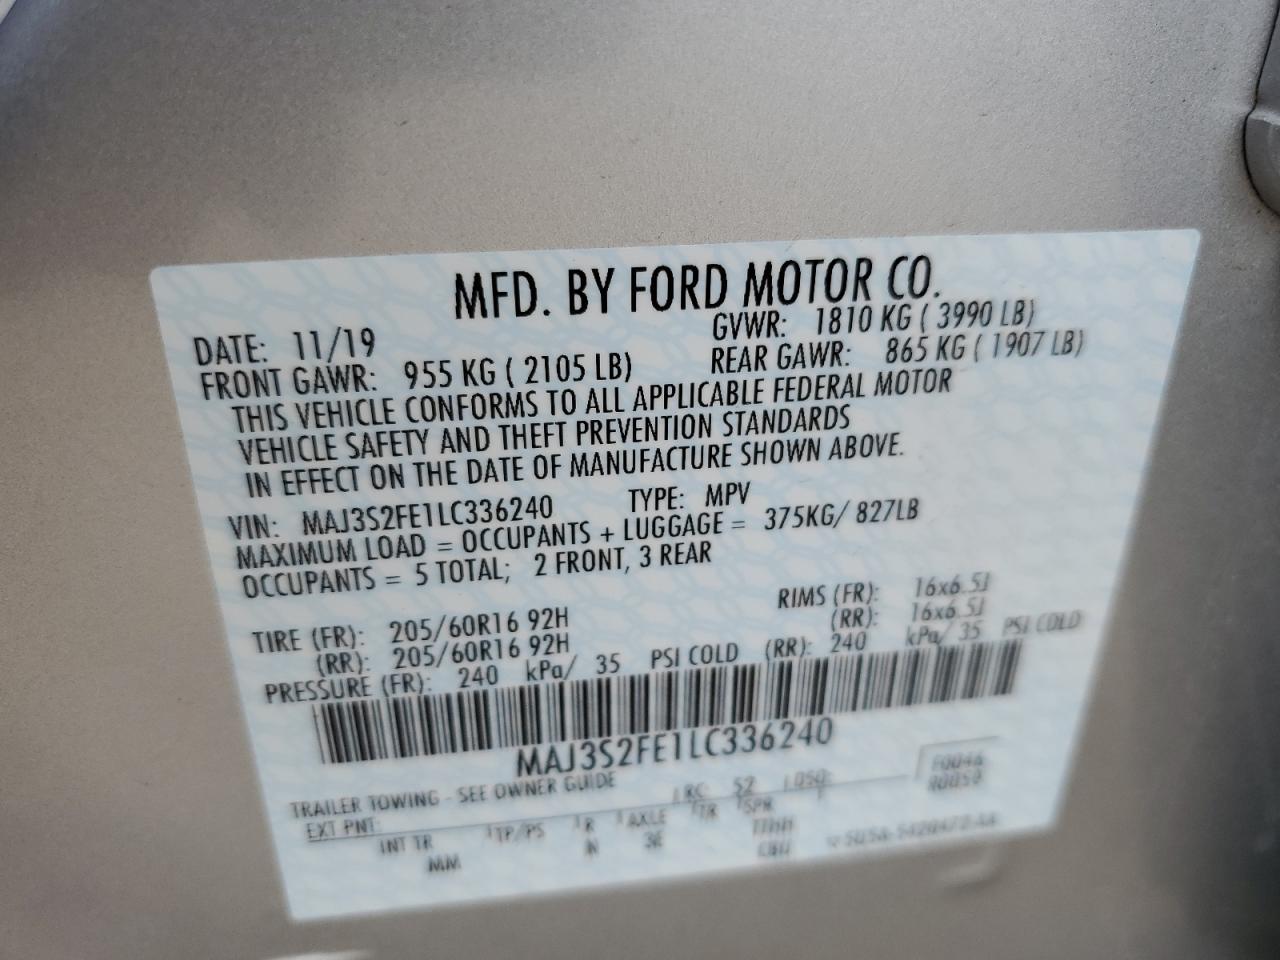 MFD. BY FORD MOTOR CO.
DATE: 11/19 GVWR: 1810 KG ( 3990 LB)
FRONT GAWR: 955 KG ( 2105 LB) REAR GAWR: 865 KG ( 1907 LB)
THIS VEHICLE CONFORMS TO ALL APPLICABLE FEDERAL MOTOR
VEHICLE SAFETY AND THEFT PREVENTION STANDARDS
IN EFFECT ON THE DATE OF MANUFACTURE SHOWN ABOVE.
VIN: MAJ3S2FE1LC336240 TYPE: MPV
MAXIMUM LOAD = OCCUPANTS + LUGGAGE = 375KG/ 827LB
OCCUPANTS = 5 TOTAL; 2 FRONT, 3 REAR
TIRE (FR): 205/60R16 92H RIMS (FR): 16x6.5J
(RR): 205/60R16 92H (RR): 16x6.5J
PRESSURE (FR): 240 kPa/ 35 PSI COLD (RR): 240 kPa/ 35 PSI COLD
MAJ3S2FE1LC336240
TRAILER TOWING - SEE OWNER GUIDE
EXT PNT: RC: 52 DSO:
INT TR TP/PS R AXLE TR SPR
MM N 3E